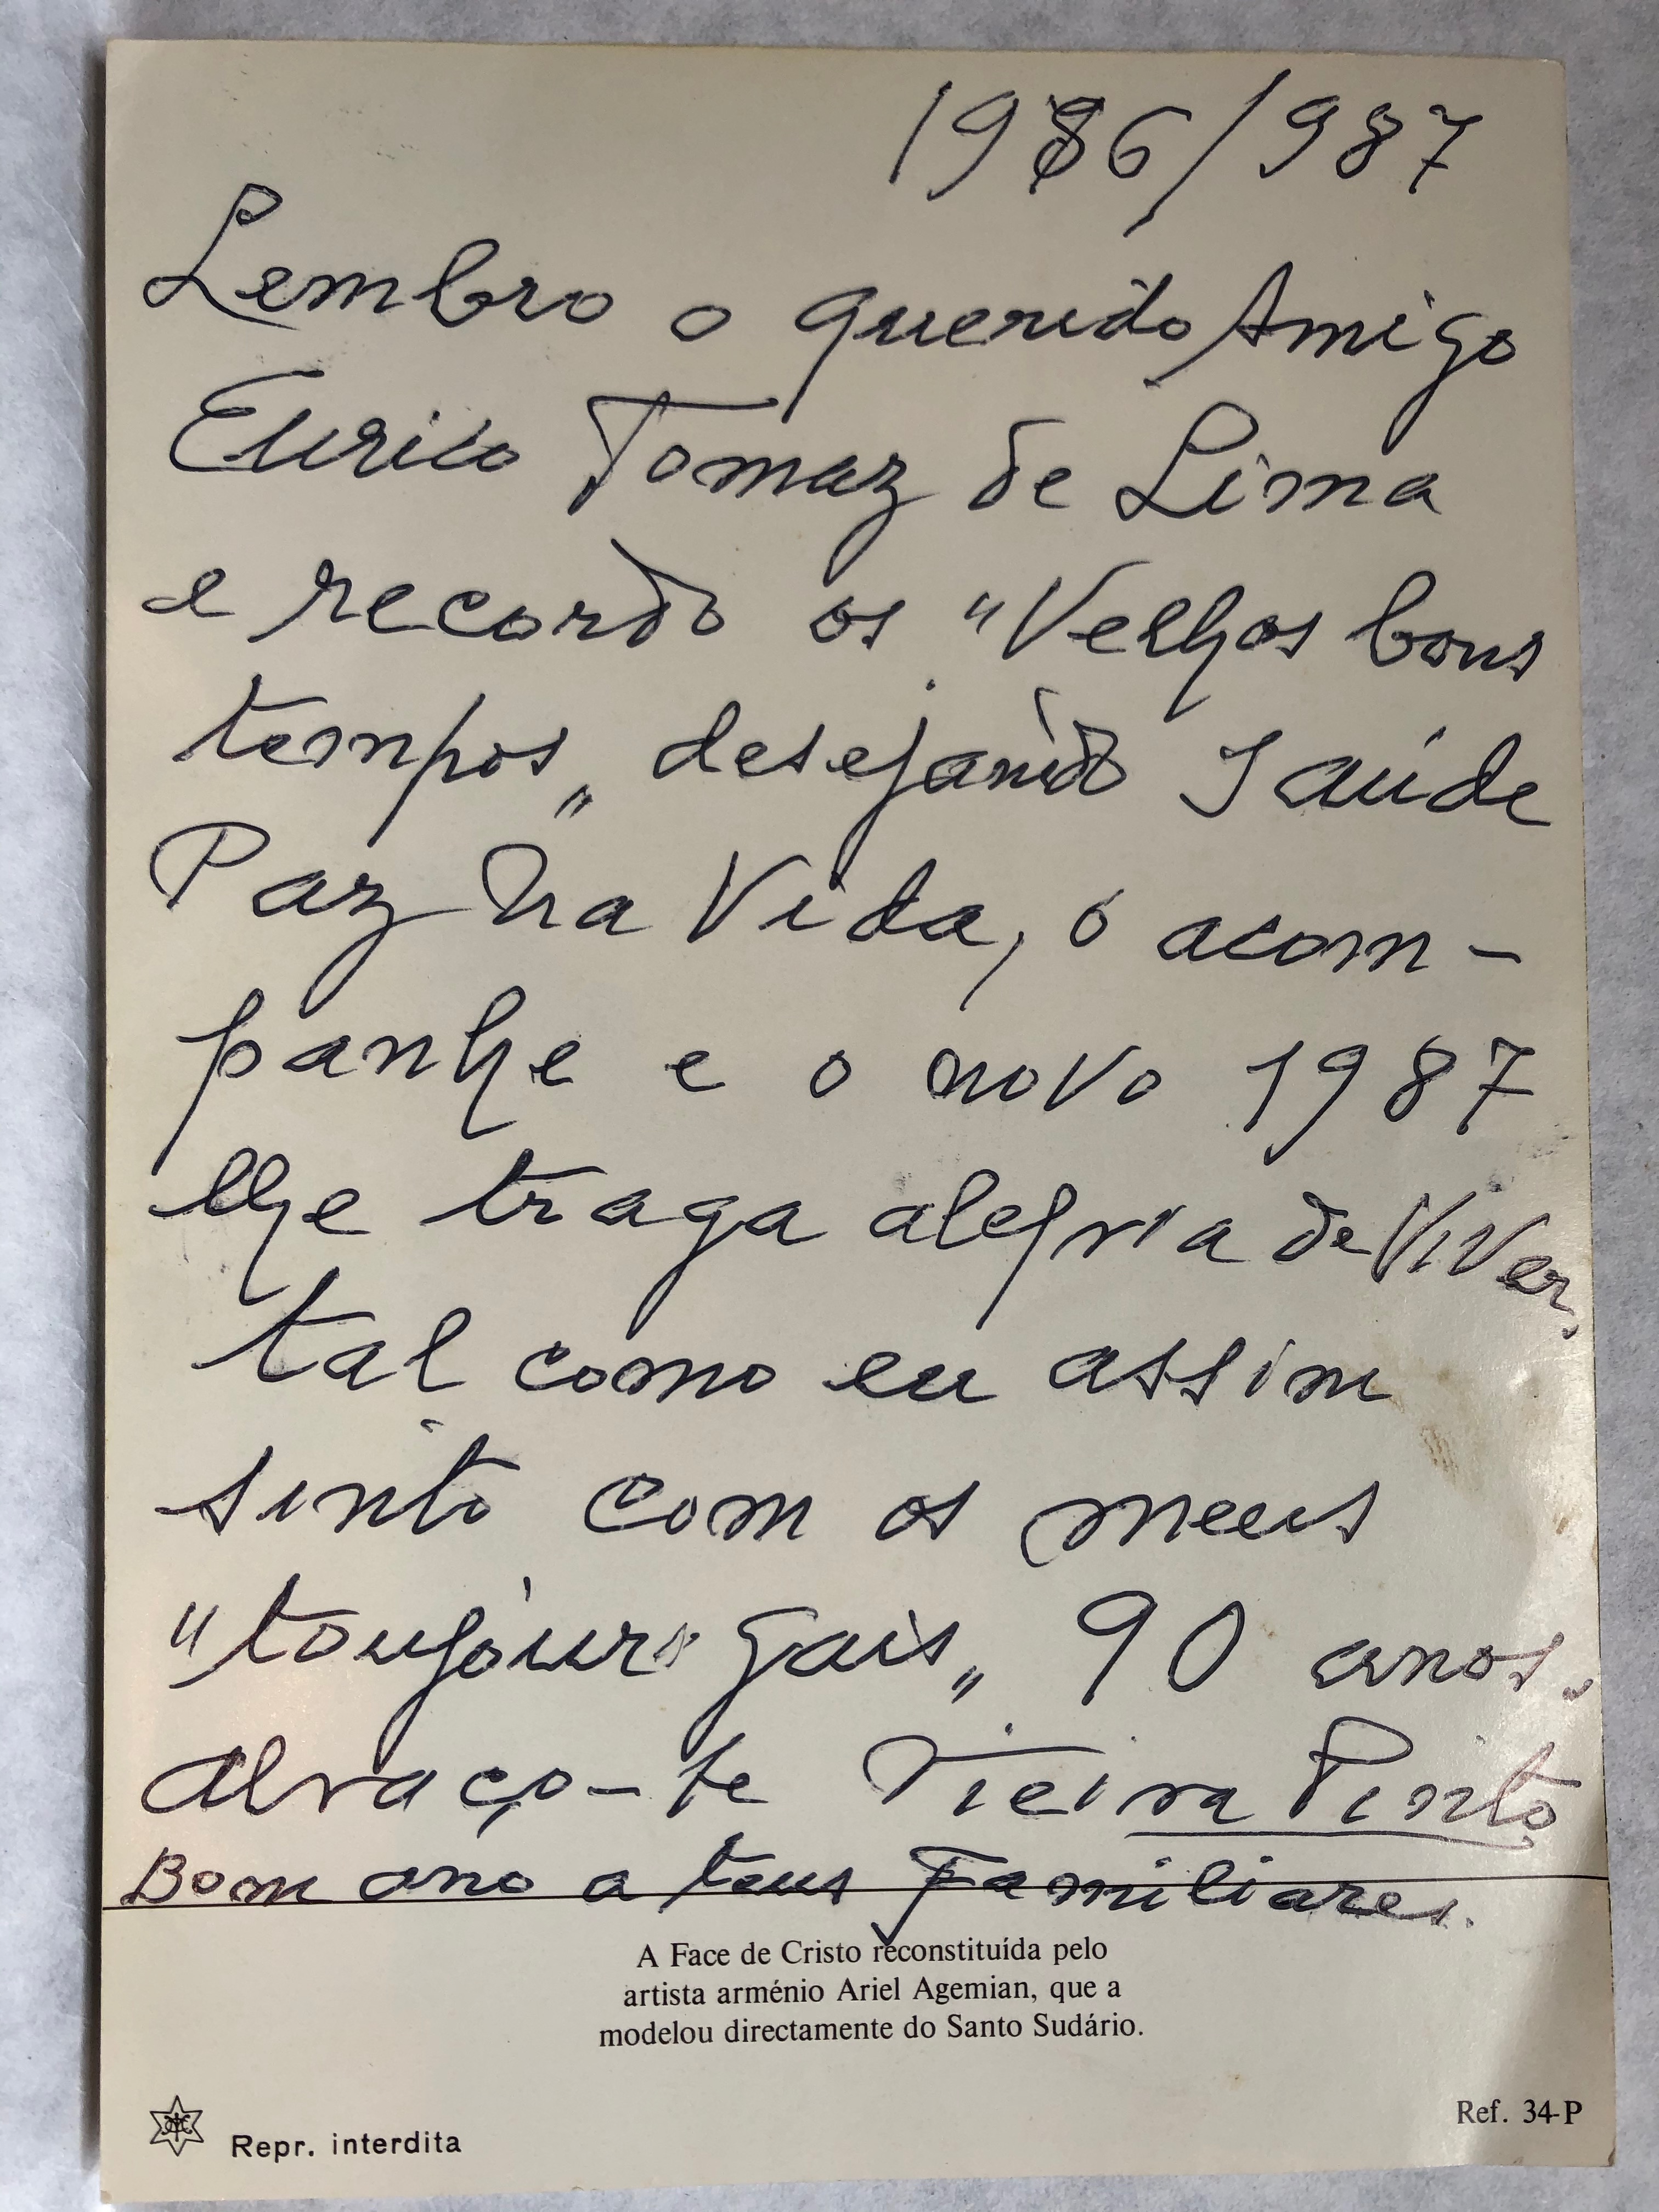 1986/987
Lembro o querido Amigo
Eurico Tomaz de Lima
e recordo os "Velhos bons
tempos„ desejando Saúde
Paz na Vida, o acom-
panhe e o novo 1987
lhe traga alegria de Viver,
tal como eu assim
sinto com os meus
"toujours gais„ 90 anos.
Abraço-te Vieira Pinto
Bom ano a teus Familiares.
A Face de Cristo reconstituída pelo
artista arménio Ariel Agemian, que a
modelou directamente do Santo Sudário.
Repr. interdita
Ref. 34-P